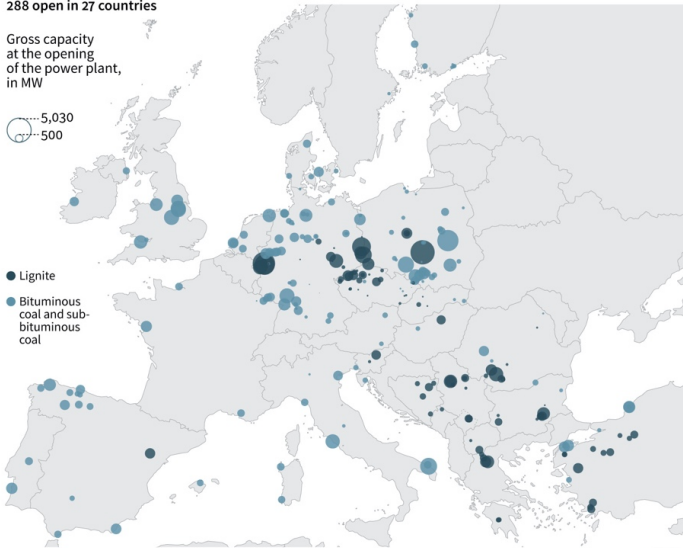 288 open in 27 countries
Gross capacity
at the opening
of the power plant,
in MW
5,030
500
Lignite
Bituminous
coal and sub-
bituminous
coal